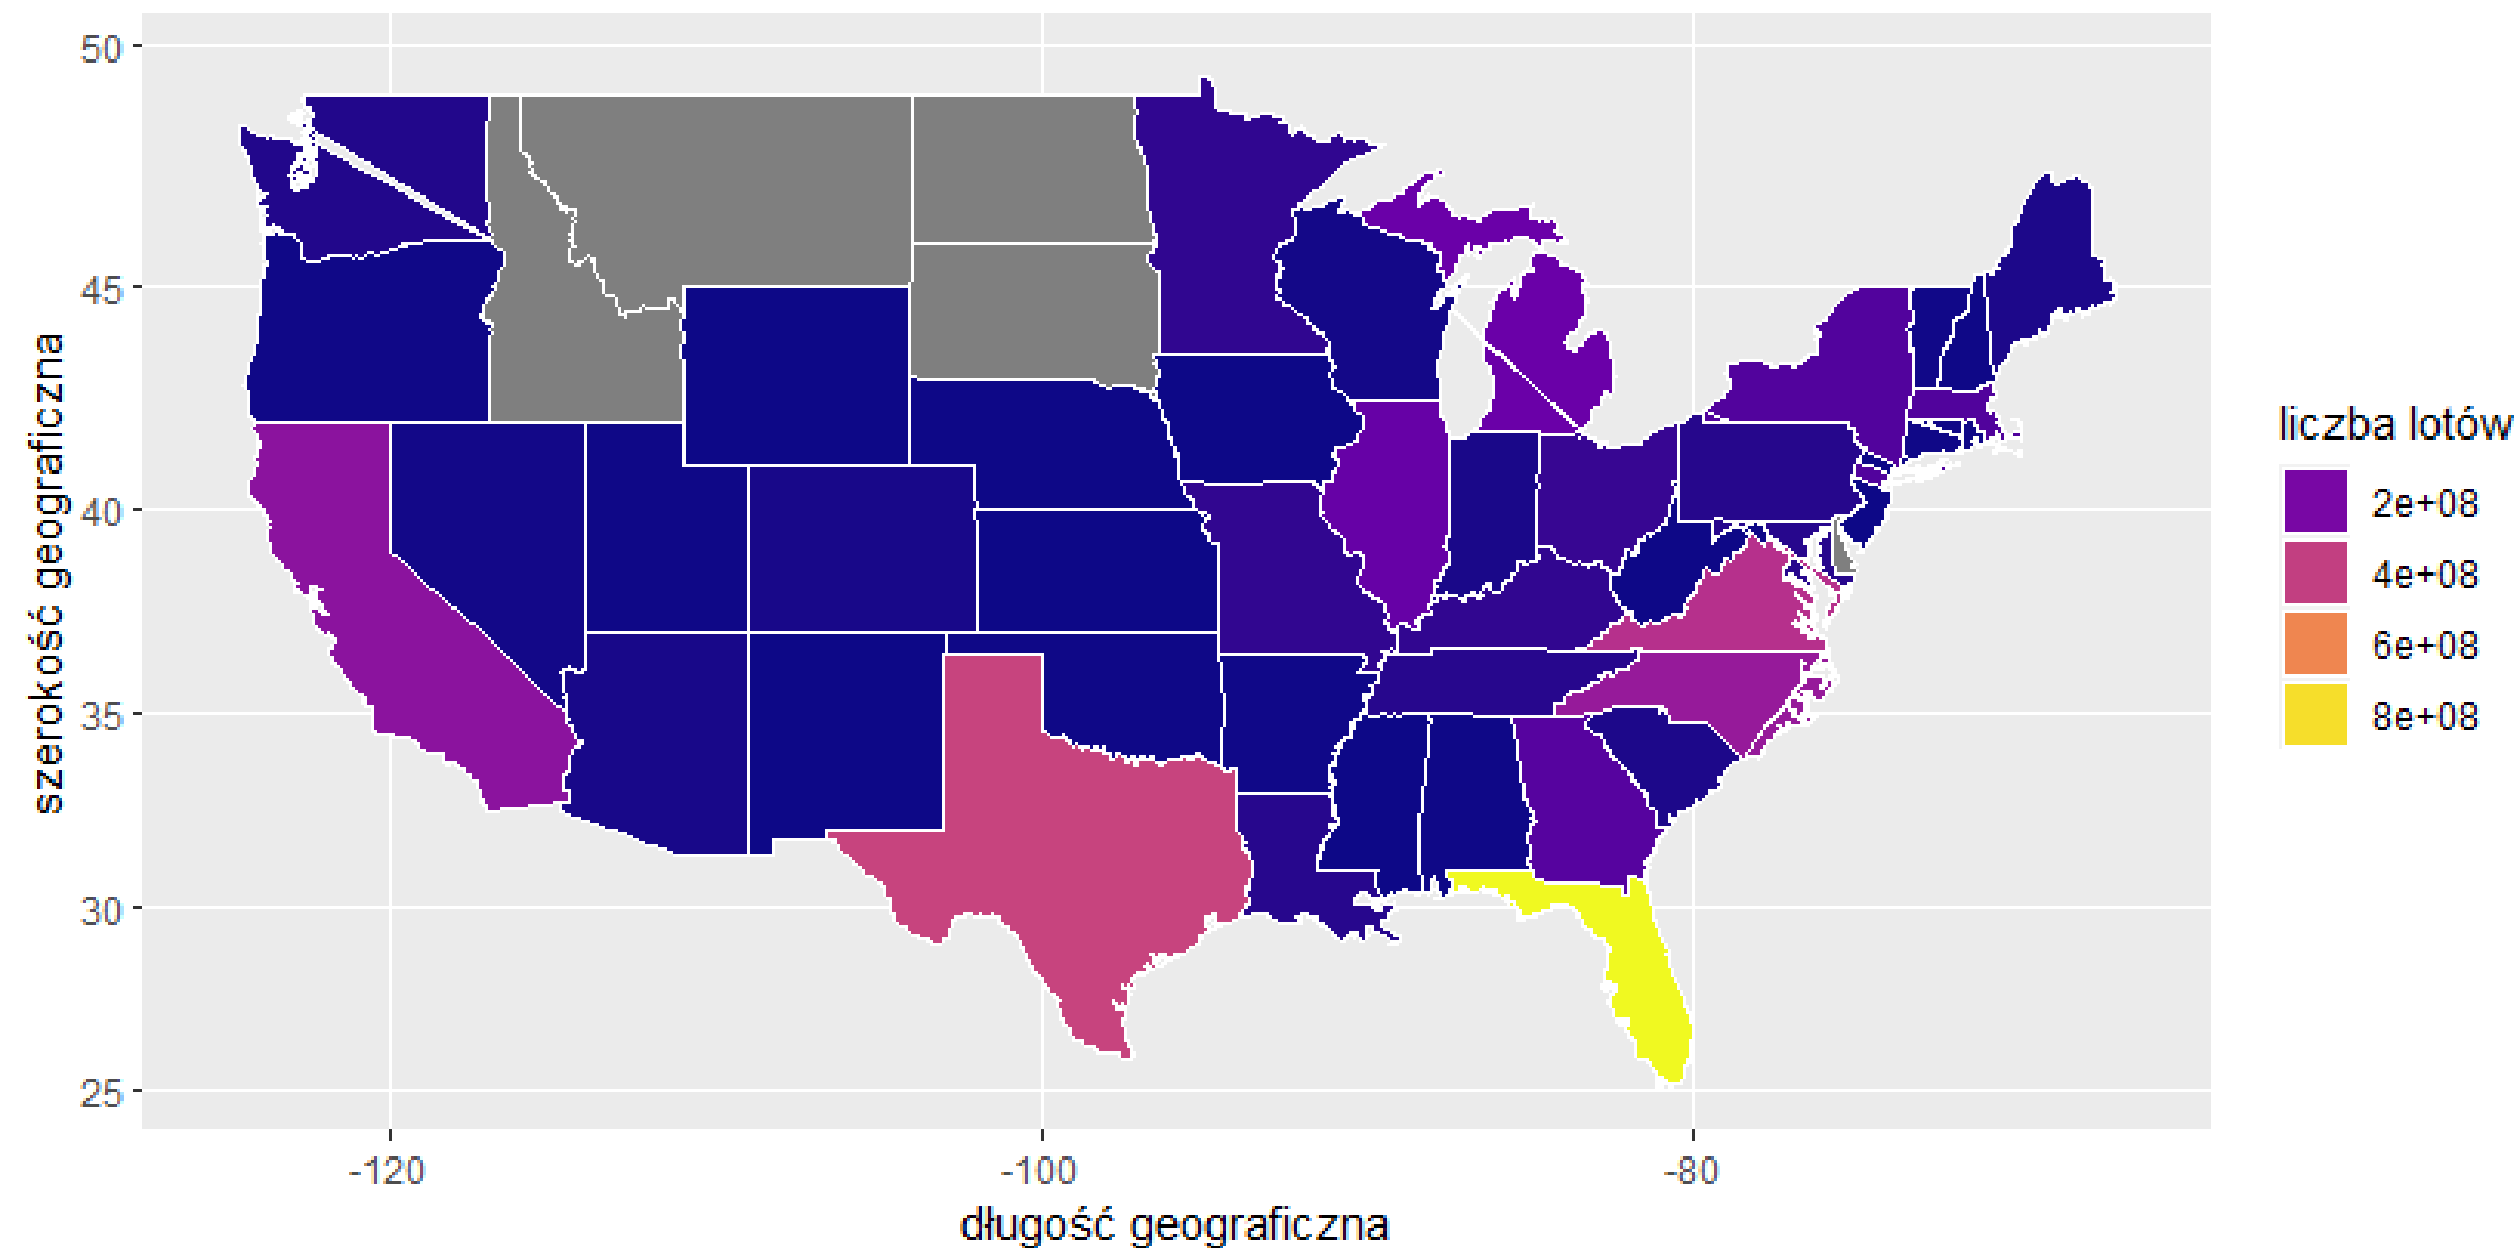 50
45
40
35
30
25
szerokość geograficzna
-120
-100
-80
długość geograficzna
liczba lotów
2e+08
4e+08
6e+08
8e+08